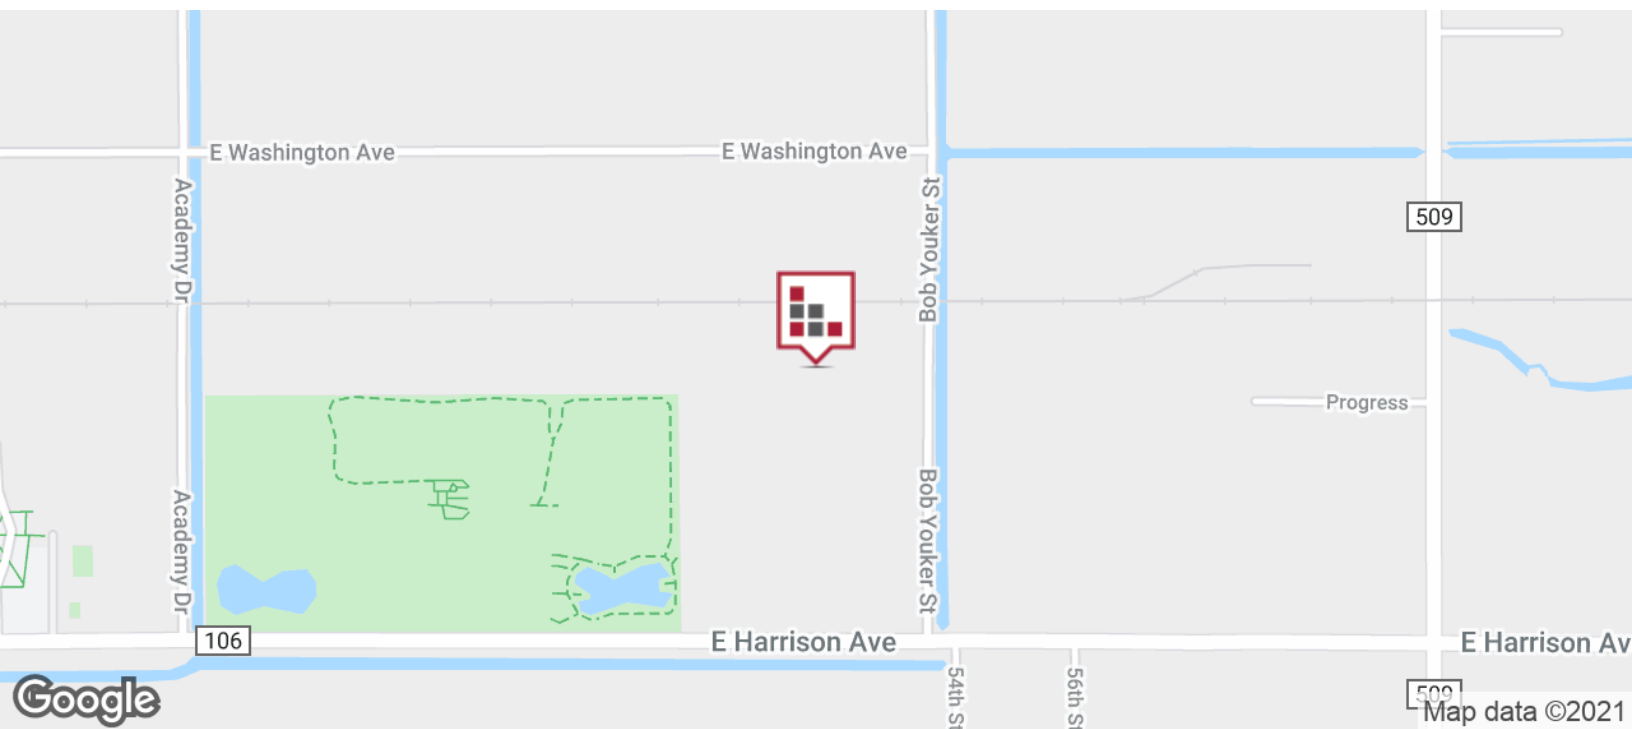 E Washington Ave
E Washington Ave
Academy Dr
Bob Youker St
509
Progress
Academy Dr
Bob Youker St
106
E Harrison Ave
E Harrison Av
54th St
56th St
509
Google
Map data ©2021